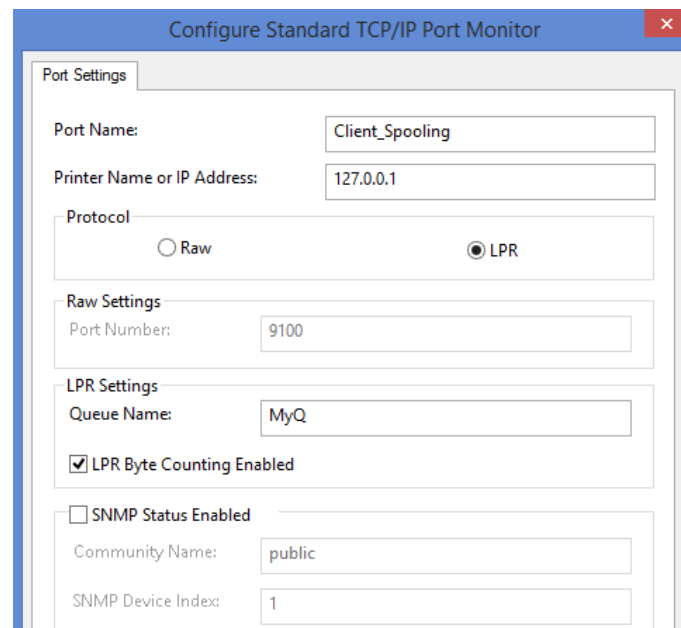 Configure Standard TCP/IP Port Monitor
Port Settings
Port Name: Client_Spooling
Printer Name or IP Address: 127.0.0.1
Protocol
Raw LPR
Raw Settings
Port Number: 9100
LPR Settings
Queue Name: MyQ
LPR Byte Counting Enabled
SNMP Status Enabled
Community Name: public
SNMP Device Index: 1